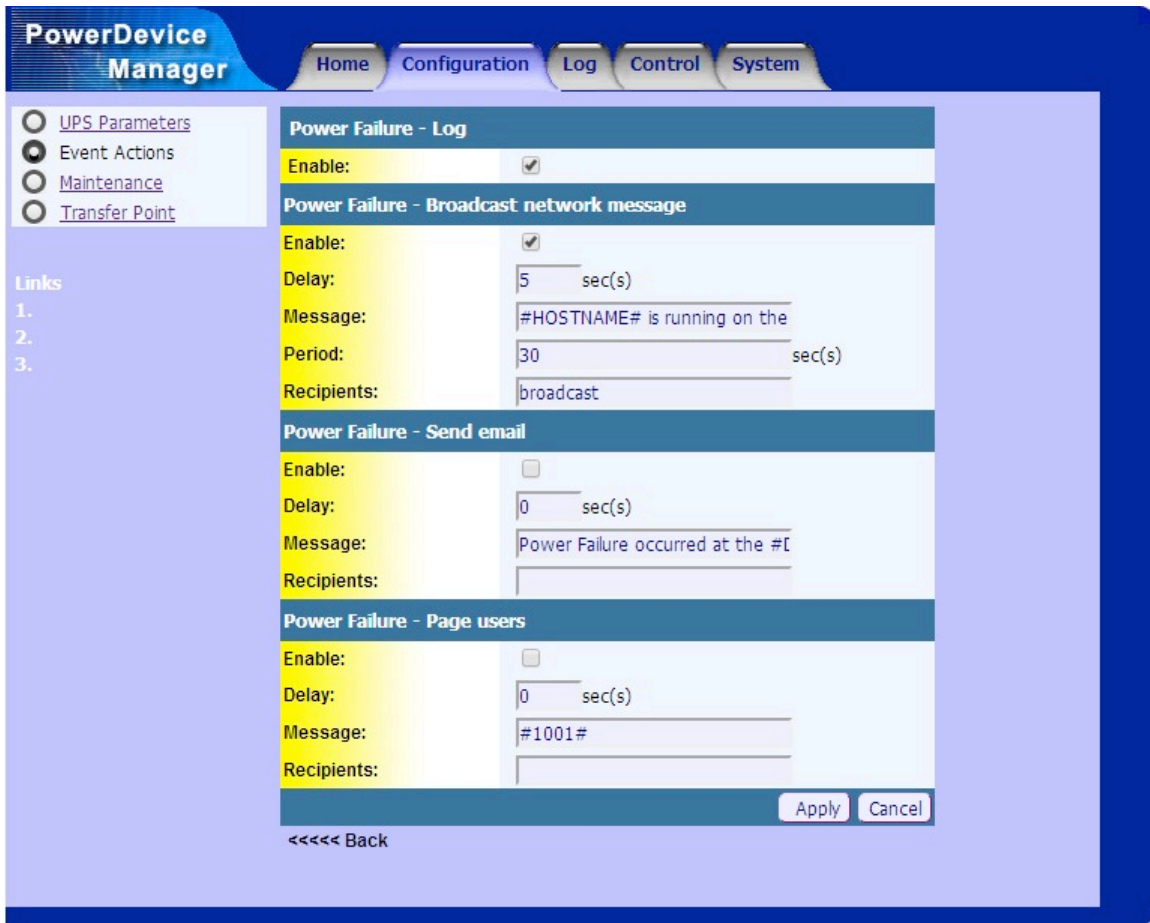 PowerDevice
Manager
Home
Configuration
Log
Control
System
UPS Parameters
Event Actions
Maintenance
Transfer Point
Links
1.
2.
3.
Power Failure - Log
Enable:
Power Failure - Broadcast network message
Enable:
Delay: 5 sec(s)
Message: #HOSTNAME# is running on the
Period: 30 sec(s)
Recipients: broadcast
Power Failure - Send email
Enable:
Delay: 0 sec(s)
Message: Power Failure occurred at the #D
Recipients:
Power Failure - Page users
Enable:
Delay: 0 sec(s)
Message: #1001#
Recipients:
Apply Cancel
<<<<< Back